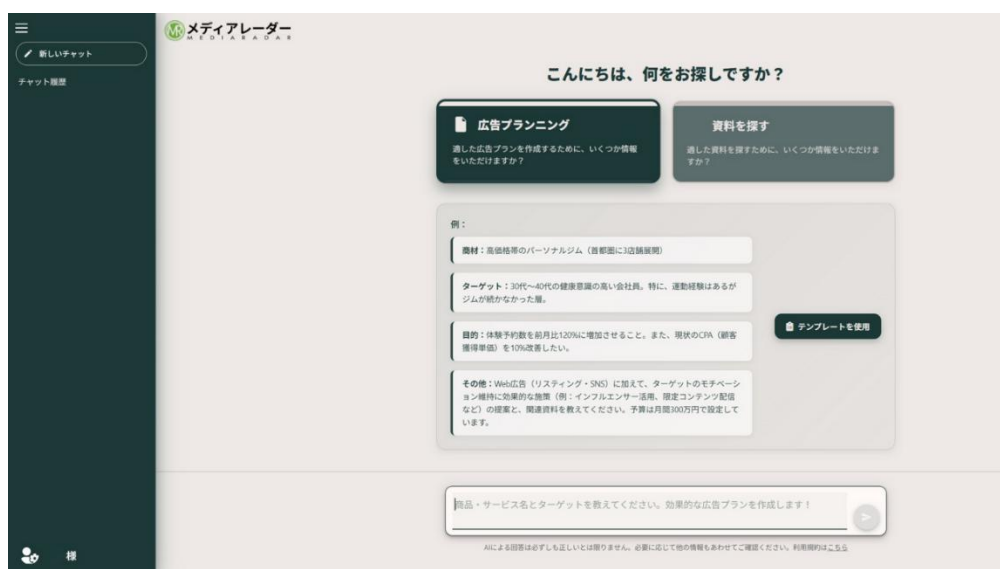 新しいチャット
チャット履歴
様
MR メディアレーダー
MEDIARADAR
こんにちは、何をお探しですか？
広告プランニング
適した広告プランを作成するために、いくつか情報
をいただけますか？
資料を探す
適した資料を探すために、いくつか情報をいただけま
すか？
例：
商材：高価格帯のパーソナルジム（首都圏に3店舗展開）
ターゲット：30代～40代の健康意識の高い会社員。特に、運動経験はあるが
ジムが続かなかった層。
目的：体験予約数を前月比120%に増加させること。また、現状のCPA（顧客
獲得単価）を10%改善したい。
その他：Web広告（リスティング・SNS）に加えて、ターゲットのモチベーシ
ョン維持に効果的な施策（例：インフルエンサー活用、限定コンテンツ配信
など）の提案と、関連資料を教えてください。予算は月間300万円で設定して
います。
テンプレートを使用
商品・サービス名とターゲットを教えてください。効果的な広告プランを作成します！
AIによる回答は必ずしも正しいとは限りません。必要に応じて他の情報もあわせてご確認ください。利用規約はこちら